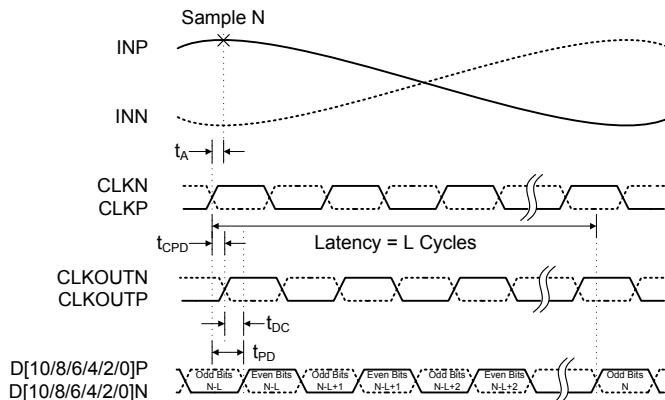 Sample N
INP
INN
tA
CLKN
CLKP
Latency = L Cycles
tCPD
CLKOUTN
CLKOUTP
tDC
tPD
D[10/8/6/4/2/0]P
D[10/8/6/4/2/0]N
Odd Bits N-L
Even Bits N-L
Odd Bits N-L+1
Even Bits N-L+1
Odd Bits N-L+2
Even Bits N-L+2
Odd Bits N